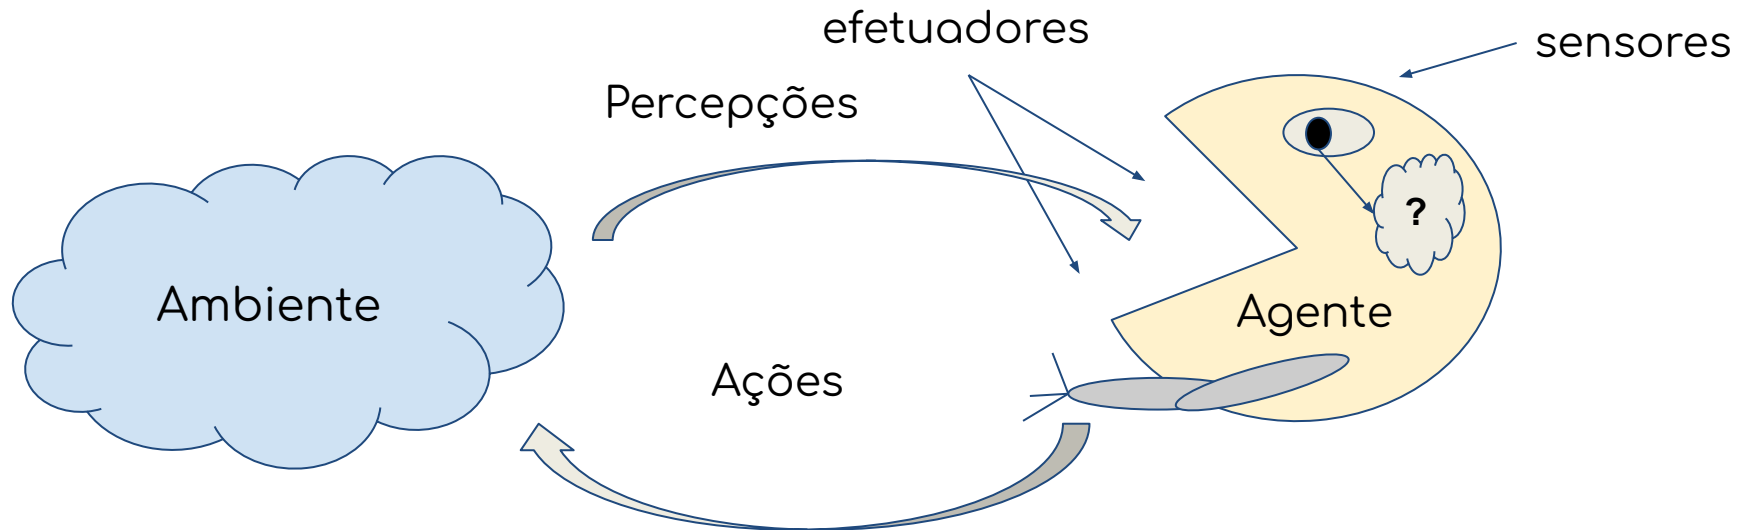 efetuadores
sensores
Percepções
?
Ambiente
Agente
Ações